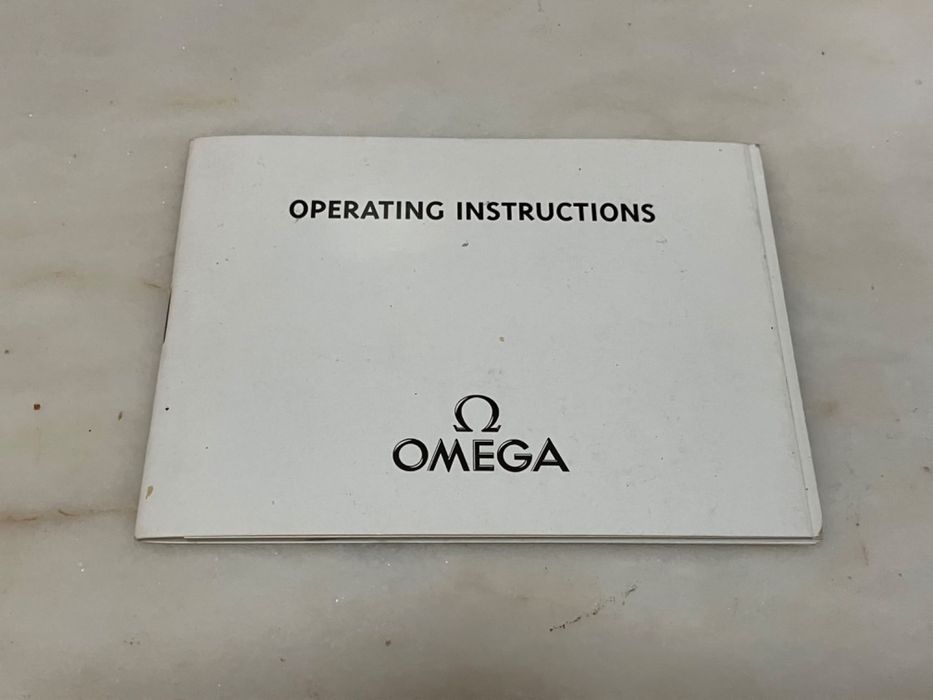 OPERATING INSTRUCTIONS
Ω
OMEGA